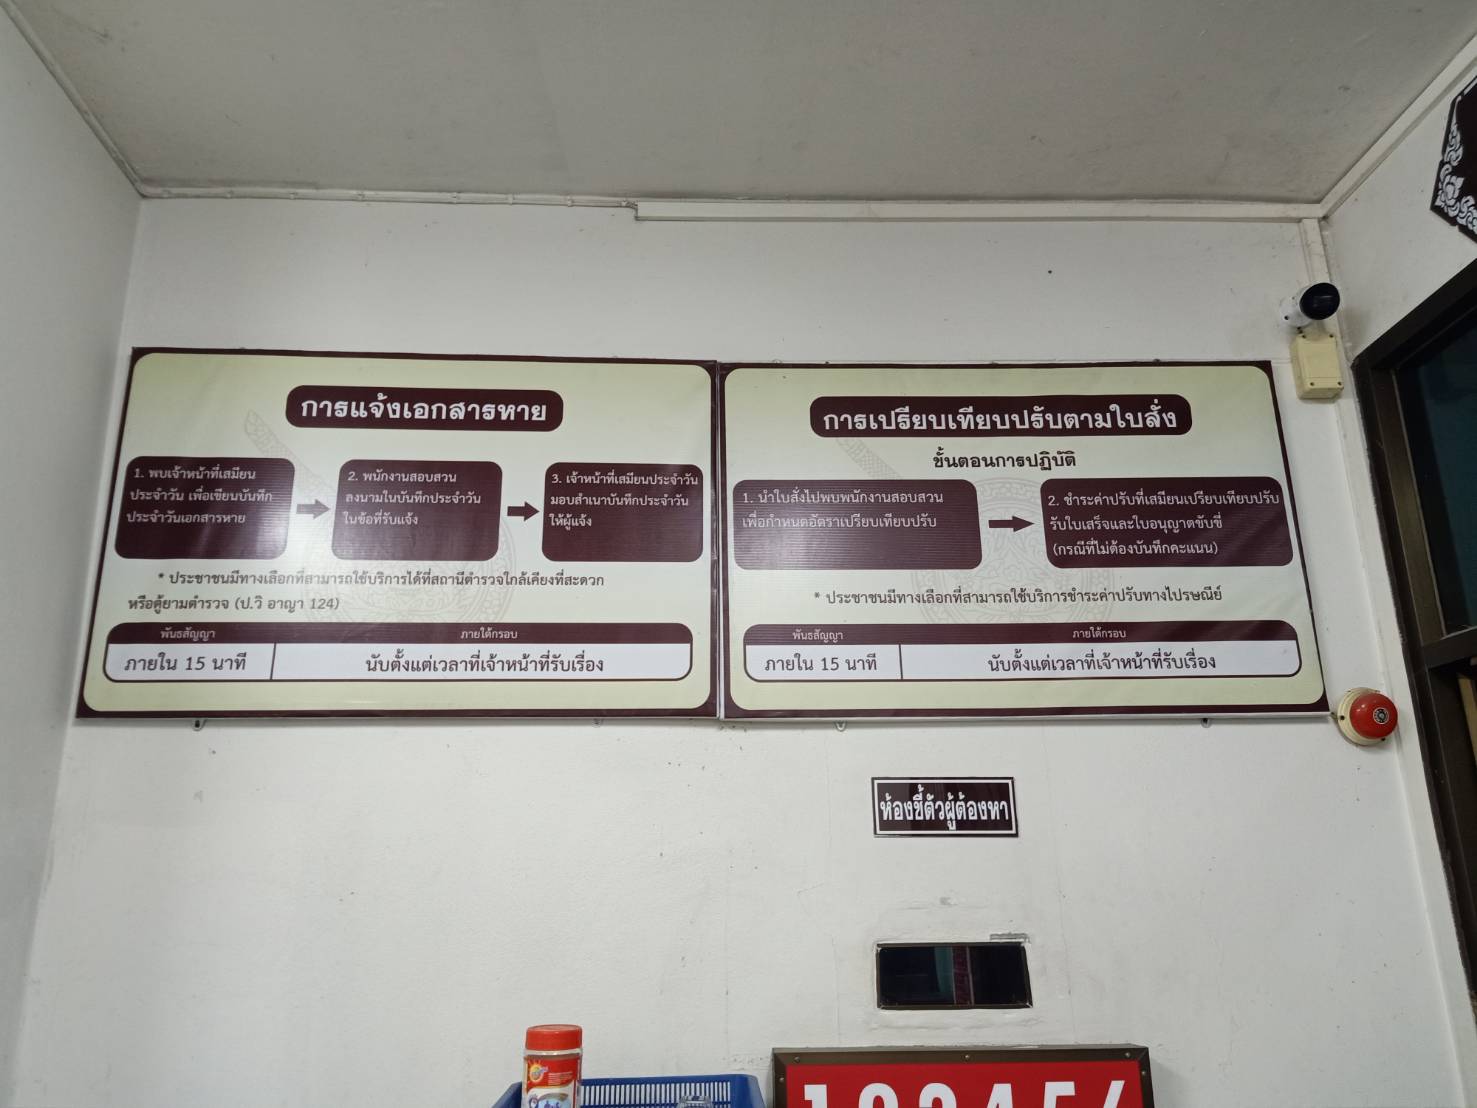 การแจ้งเอกสารหาย
1. พบเจ้าหน้าที่เสมียน
ประจำวัน เพื่อเขียนบันทึก
ประจำวันเอกสารหาย
2. พนักงานสอบสวน
ลงนามในบันทึกประจำวัน
ในข้อที่รับแจ้ง
3. เจ้าหน้าที่เสมียนประจำวัน
มอบสำเนาบันทึกประจำวัน
ให้ผู้แจ้ง
* ประชาชนมีทางเลือกที่สามารถใช้บริการได้ที่สถานีตำรวจใกล้เคียงที่สะดวก
หรือตู้ยามตำรวจ (ป.วิ อาญา 124)
พันธสัญญา
ภายใต้กรอบ
ภายใน 15 นาที
นับตั้งแต่เวลาที่เจ้าหน้าที่รับเรื่อง
การเปรียบเทียบปรับตามใบสั่ง
ขั้นตอนการปฏิบัติ
1. นำใบสั่งไปพบพนักงานสอบสวน
เพื่อกำหนดอัตราเปรียบเทียบปรับ
2. ชำระค่าปรับที่เสมียนเปรียบเทียบปรับ
รับใบเสร็จและใบอนุญาตขับขี่
(กรณีที่ไม่ต้องบันทึกคะแนน)
* ประชาชนมีทางเลือกที่สามารถใช้บริการชำระค่าปรับทางไปรษณีย์
พันธสัญญา
ภายใต้กรอบ
ภายใน 15 นาที
นับตั้งแต่เวลาที่เจ้าหน้าที่รับเรื่อง
ห้องชี้ตัวผู้ต้องหา